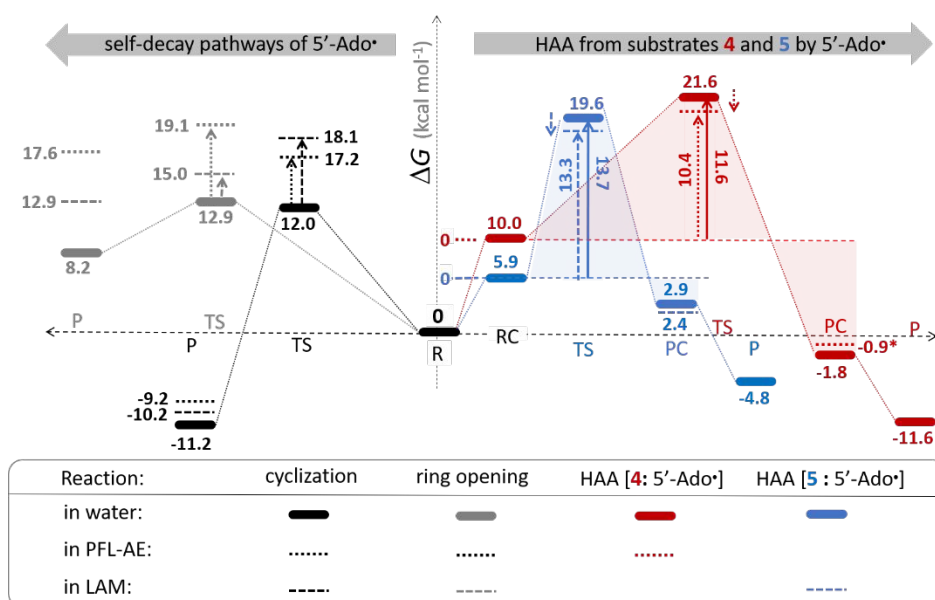 self-decay pathways of 5’-Ado•
HAA from substrates 4 and 5 by 5’-Ado•
ΔG (kcal mol⁻¹)
21.6
19.6
19.1
18.1
17.6
17.2
15.0
13.3
13.7
10.4
11.6
12.9
12.9
12.0
10.0
0
8.2
5.9
0
2.9
0
2.4
P
TS
P
TS
R
RC
TS
PC
TS
P
PC
P
-0.9*
-1.8
-9.2
-10.2
-11.2
-4.8
-11.6
Reaction: cyclization ring opening HAA [4: 5’-Ado•] HAA [5 : 5’-Ado•]
in water:
in PFL-AE:
in LAM: